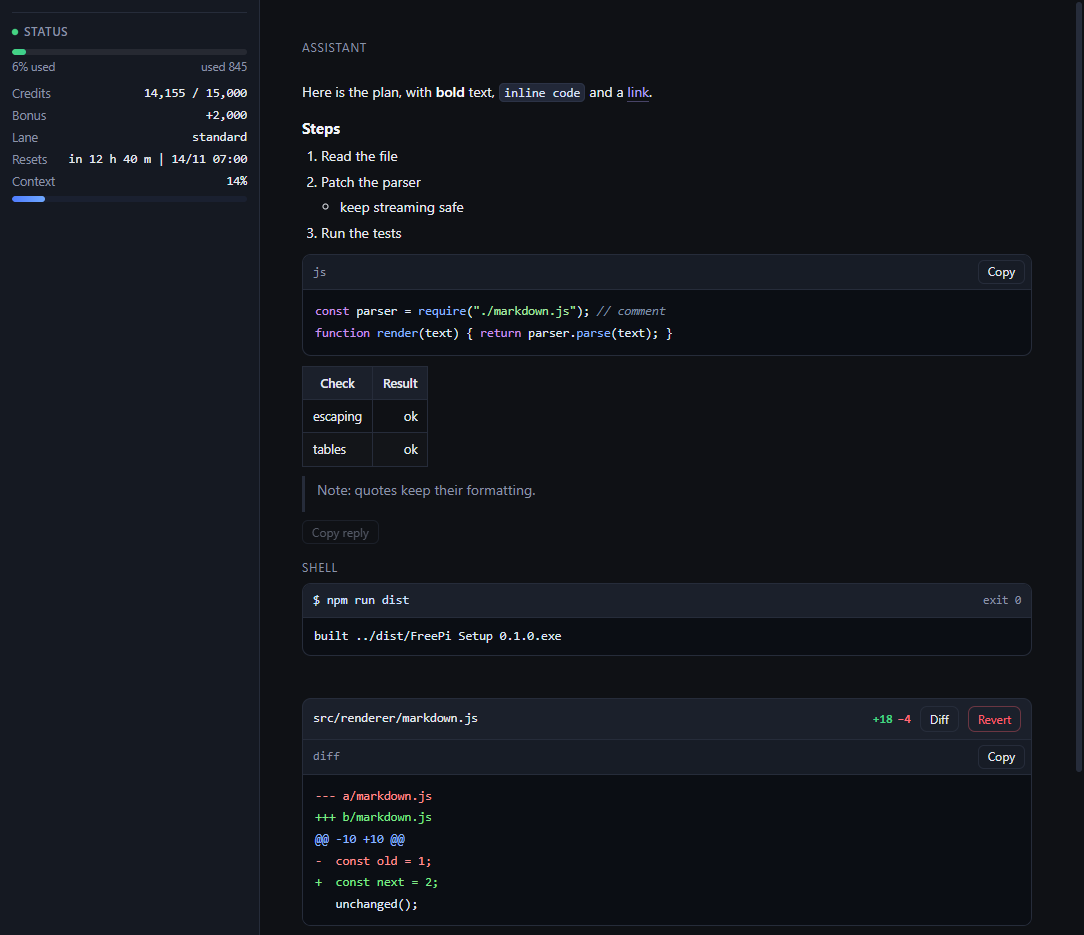 STATUS
6% used used 845
Credits 14,155 / 15,000
Bonus +2,000
Lane standard
Resets in 12 h 40 m | 14/11 07:00
Context 14%
ASSISTANT
Here is the plan, with bold text, inline code and a link.
Steps
1. Read the file
2. Patch the parser
keep streaming safe
3. Run the tests
js Copy
const parser = require("./markdown.js"); // comment
function render(text) { return parser.parse(text); }
Check Result
escaping ok
tables ok
Note: quotes keep their formatting.
Copy reply
SHELL
$ npm run dist exit 0
built ../dist/FreePi Setup 0.1.0.exe
src/renderer/markdown.js +18 −4 Diff Revert
diff Copy
--- a/markdown.js
+++ b/markdown.js
@@ -10 +10 @@
-  const old = 1;
+  const next = 2;
unchanged();